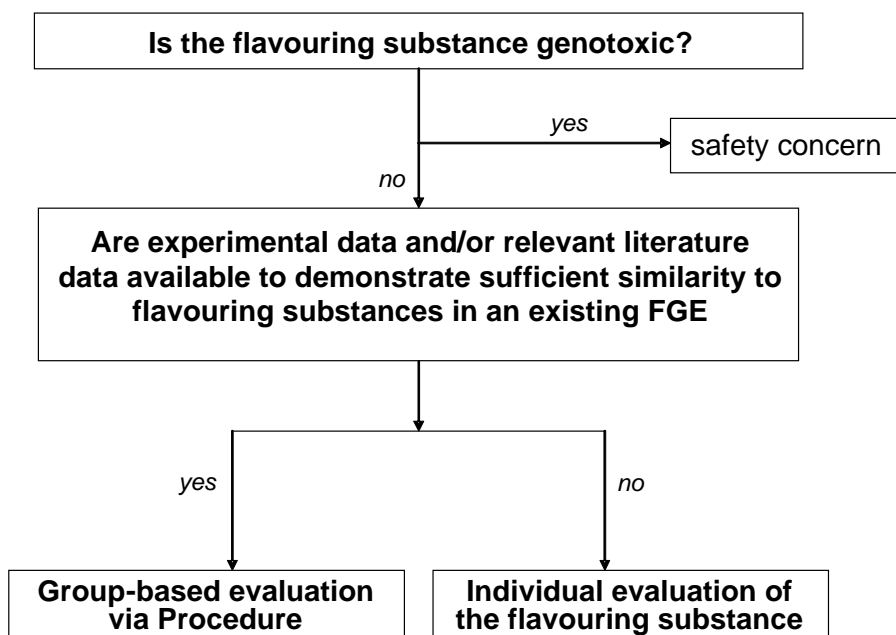 Is the flavouring substance genotoxic?
yes
safety concern
no
Are experimental data and/or relevant literature
data available to demonstrate sufficient similarity to
flavouring substances in an existing FGE
yes
no
Group-based evaluation
via Procedure
Individual evaluation of
the flavouring substance